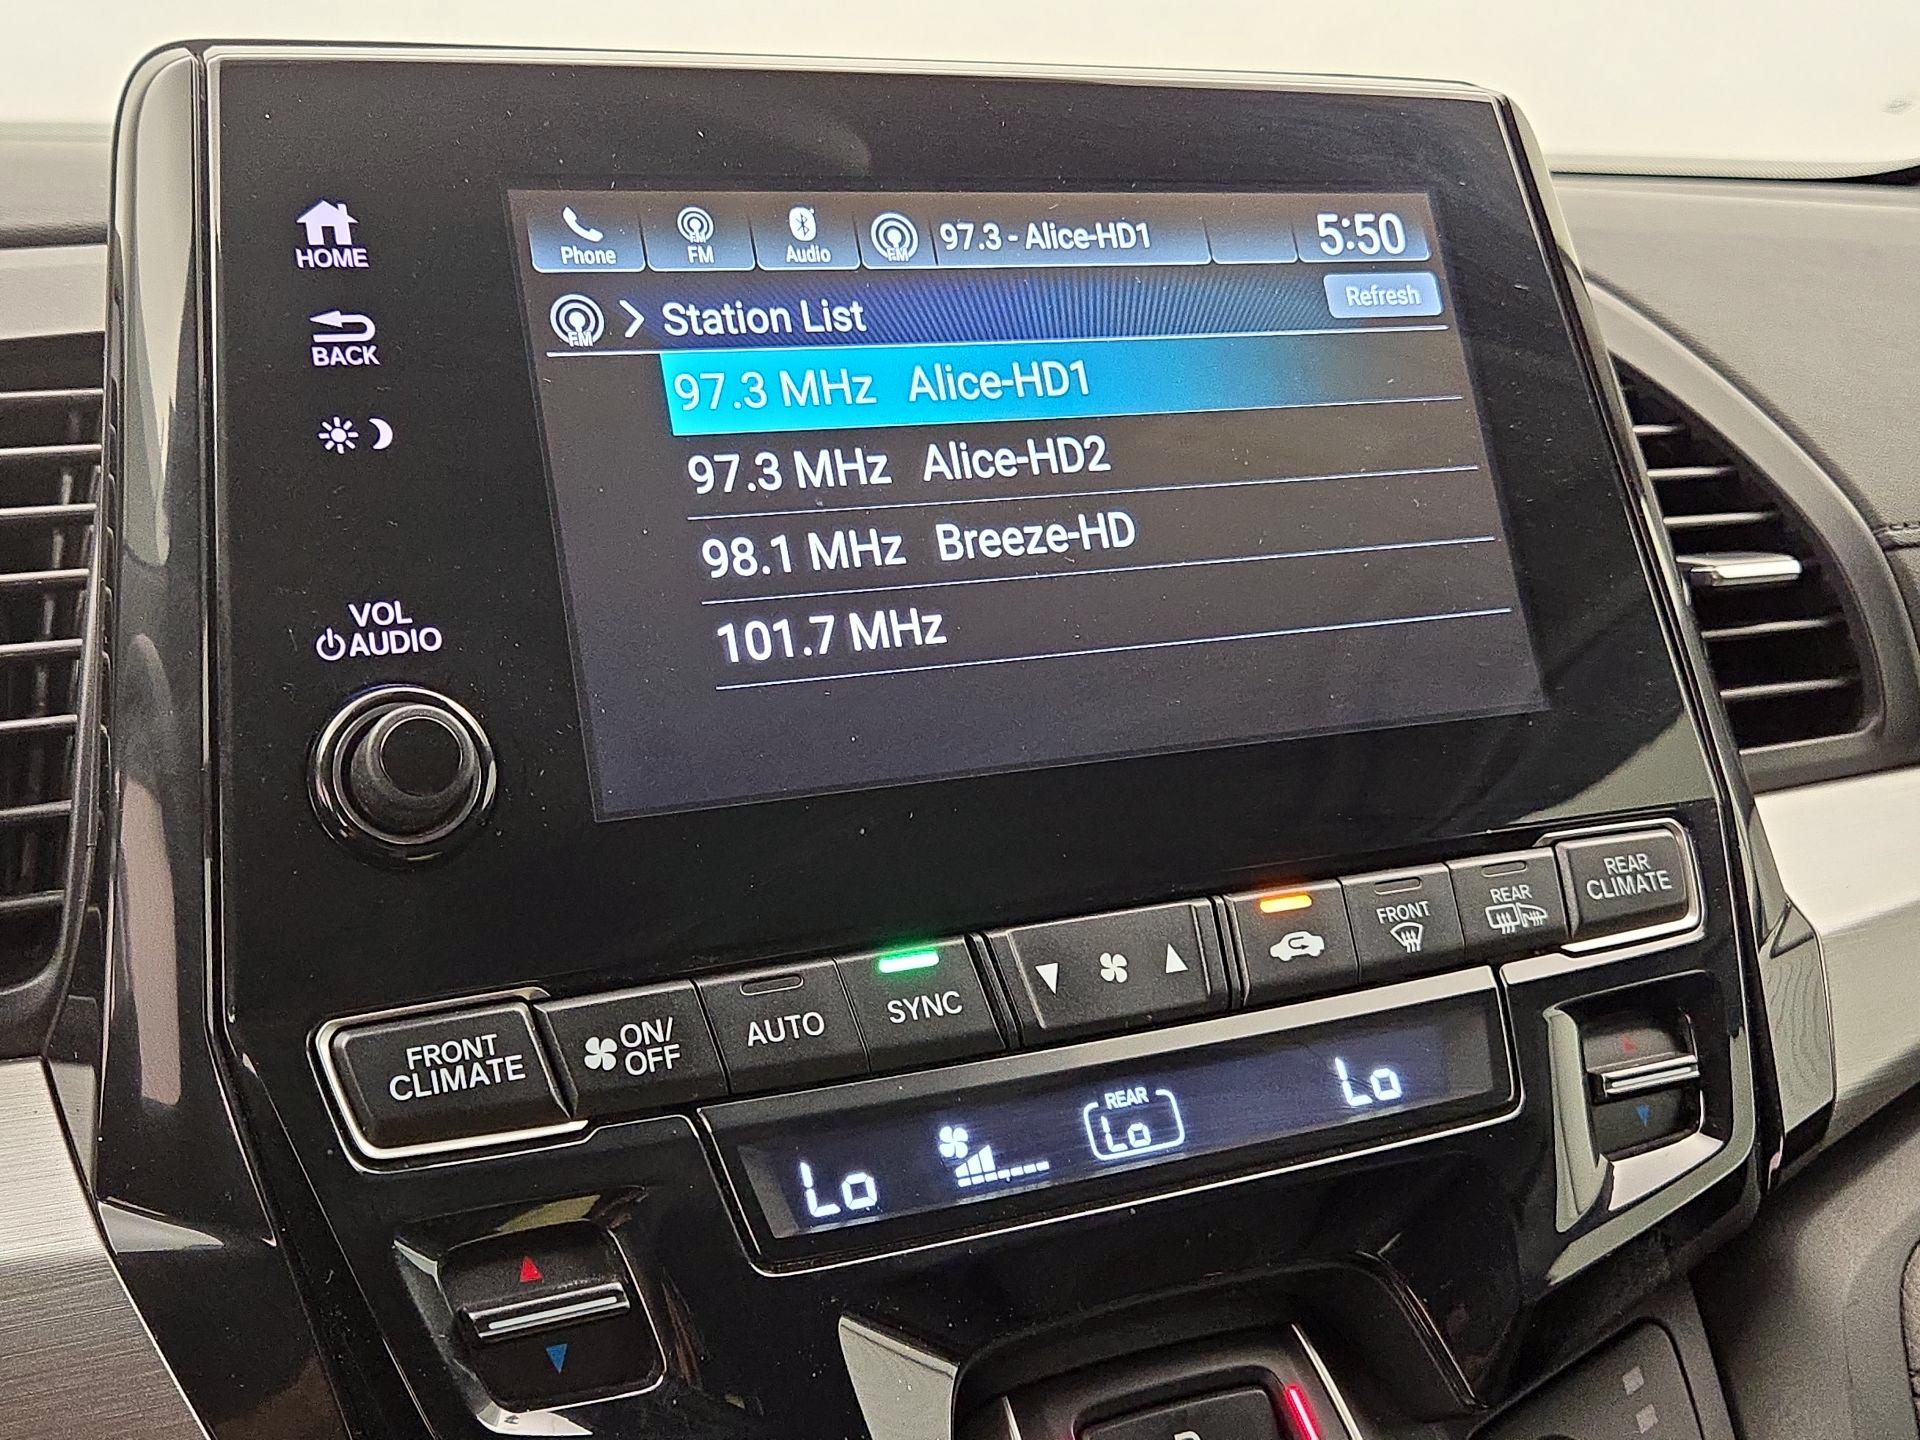 HOME
BACK
VOL
AUDIO
Phone
FM
Audio
FM
97.3 - Alice-HD1
5:50
FM
Station List
Refresh
97.3 MHz Alice-HD1
97.3 MHz Alice-HD2
98.1 MHz Breeze-HD
101.7 MHz
FRONT
CLIMATE
ON/
OFF
AUTO
SYNC
FRONT
REAR
REAR
CLIMATE
Lo
REAR
Lo
Lo